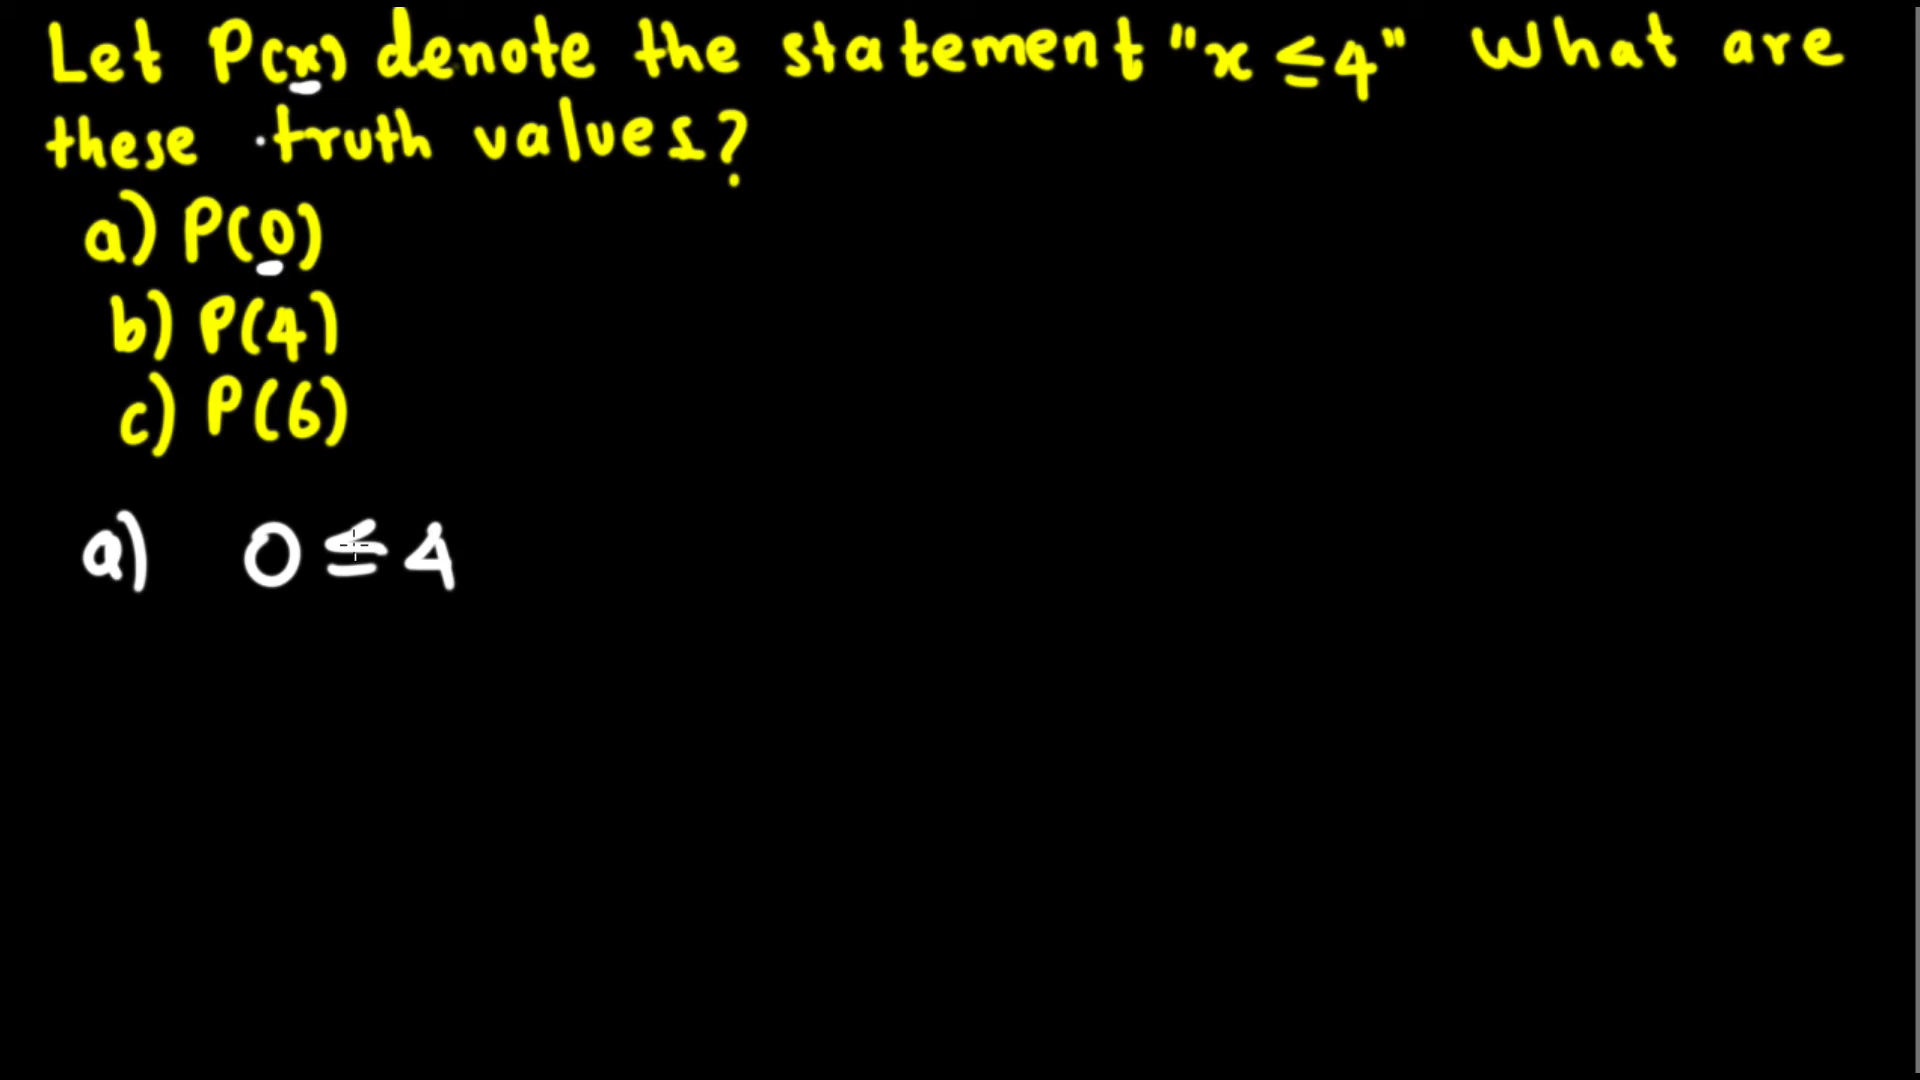 Let P(x) denote the statement "x ≤ 4" What are
these truth values?
a) P(0)
b) P(4)
c) P(6)
a) 0 ≤ 4